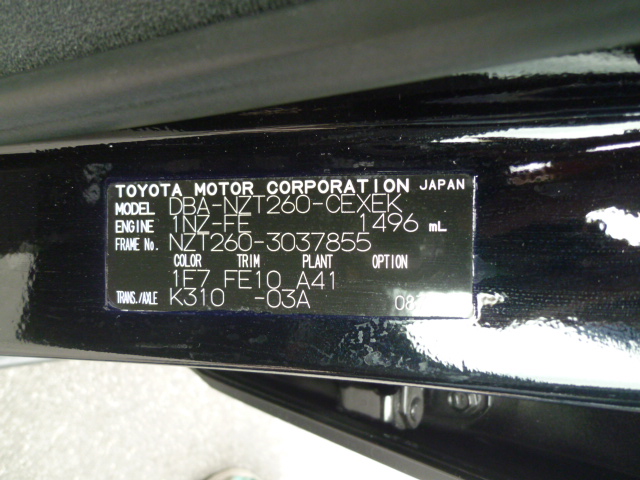 TOYOTA MOTOR CORPORATION JAPAN
MODEL DBA-NZT260-CEXEK
ENGINE 1NZ-FE 1496 mL
FRAME No. NZT260-3037855
COLOR TRIM PLANT OPTION
1E7 FE10 A41
TRANS./AXLE K310 -03A